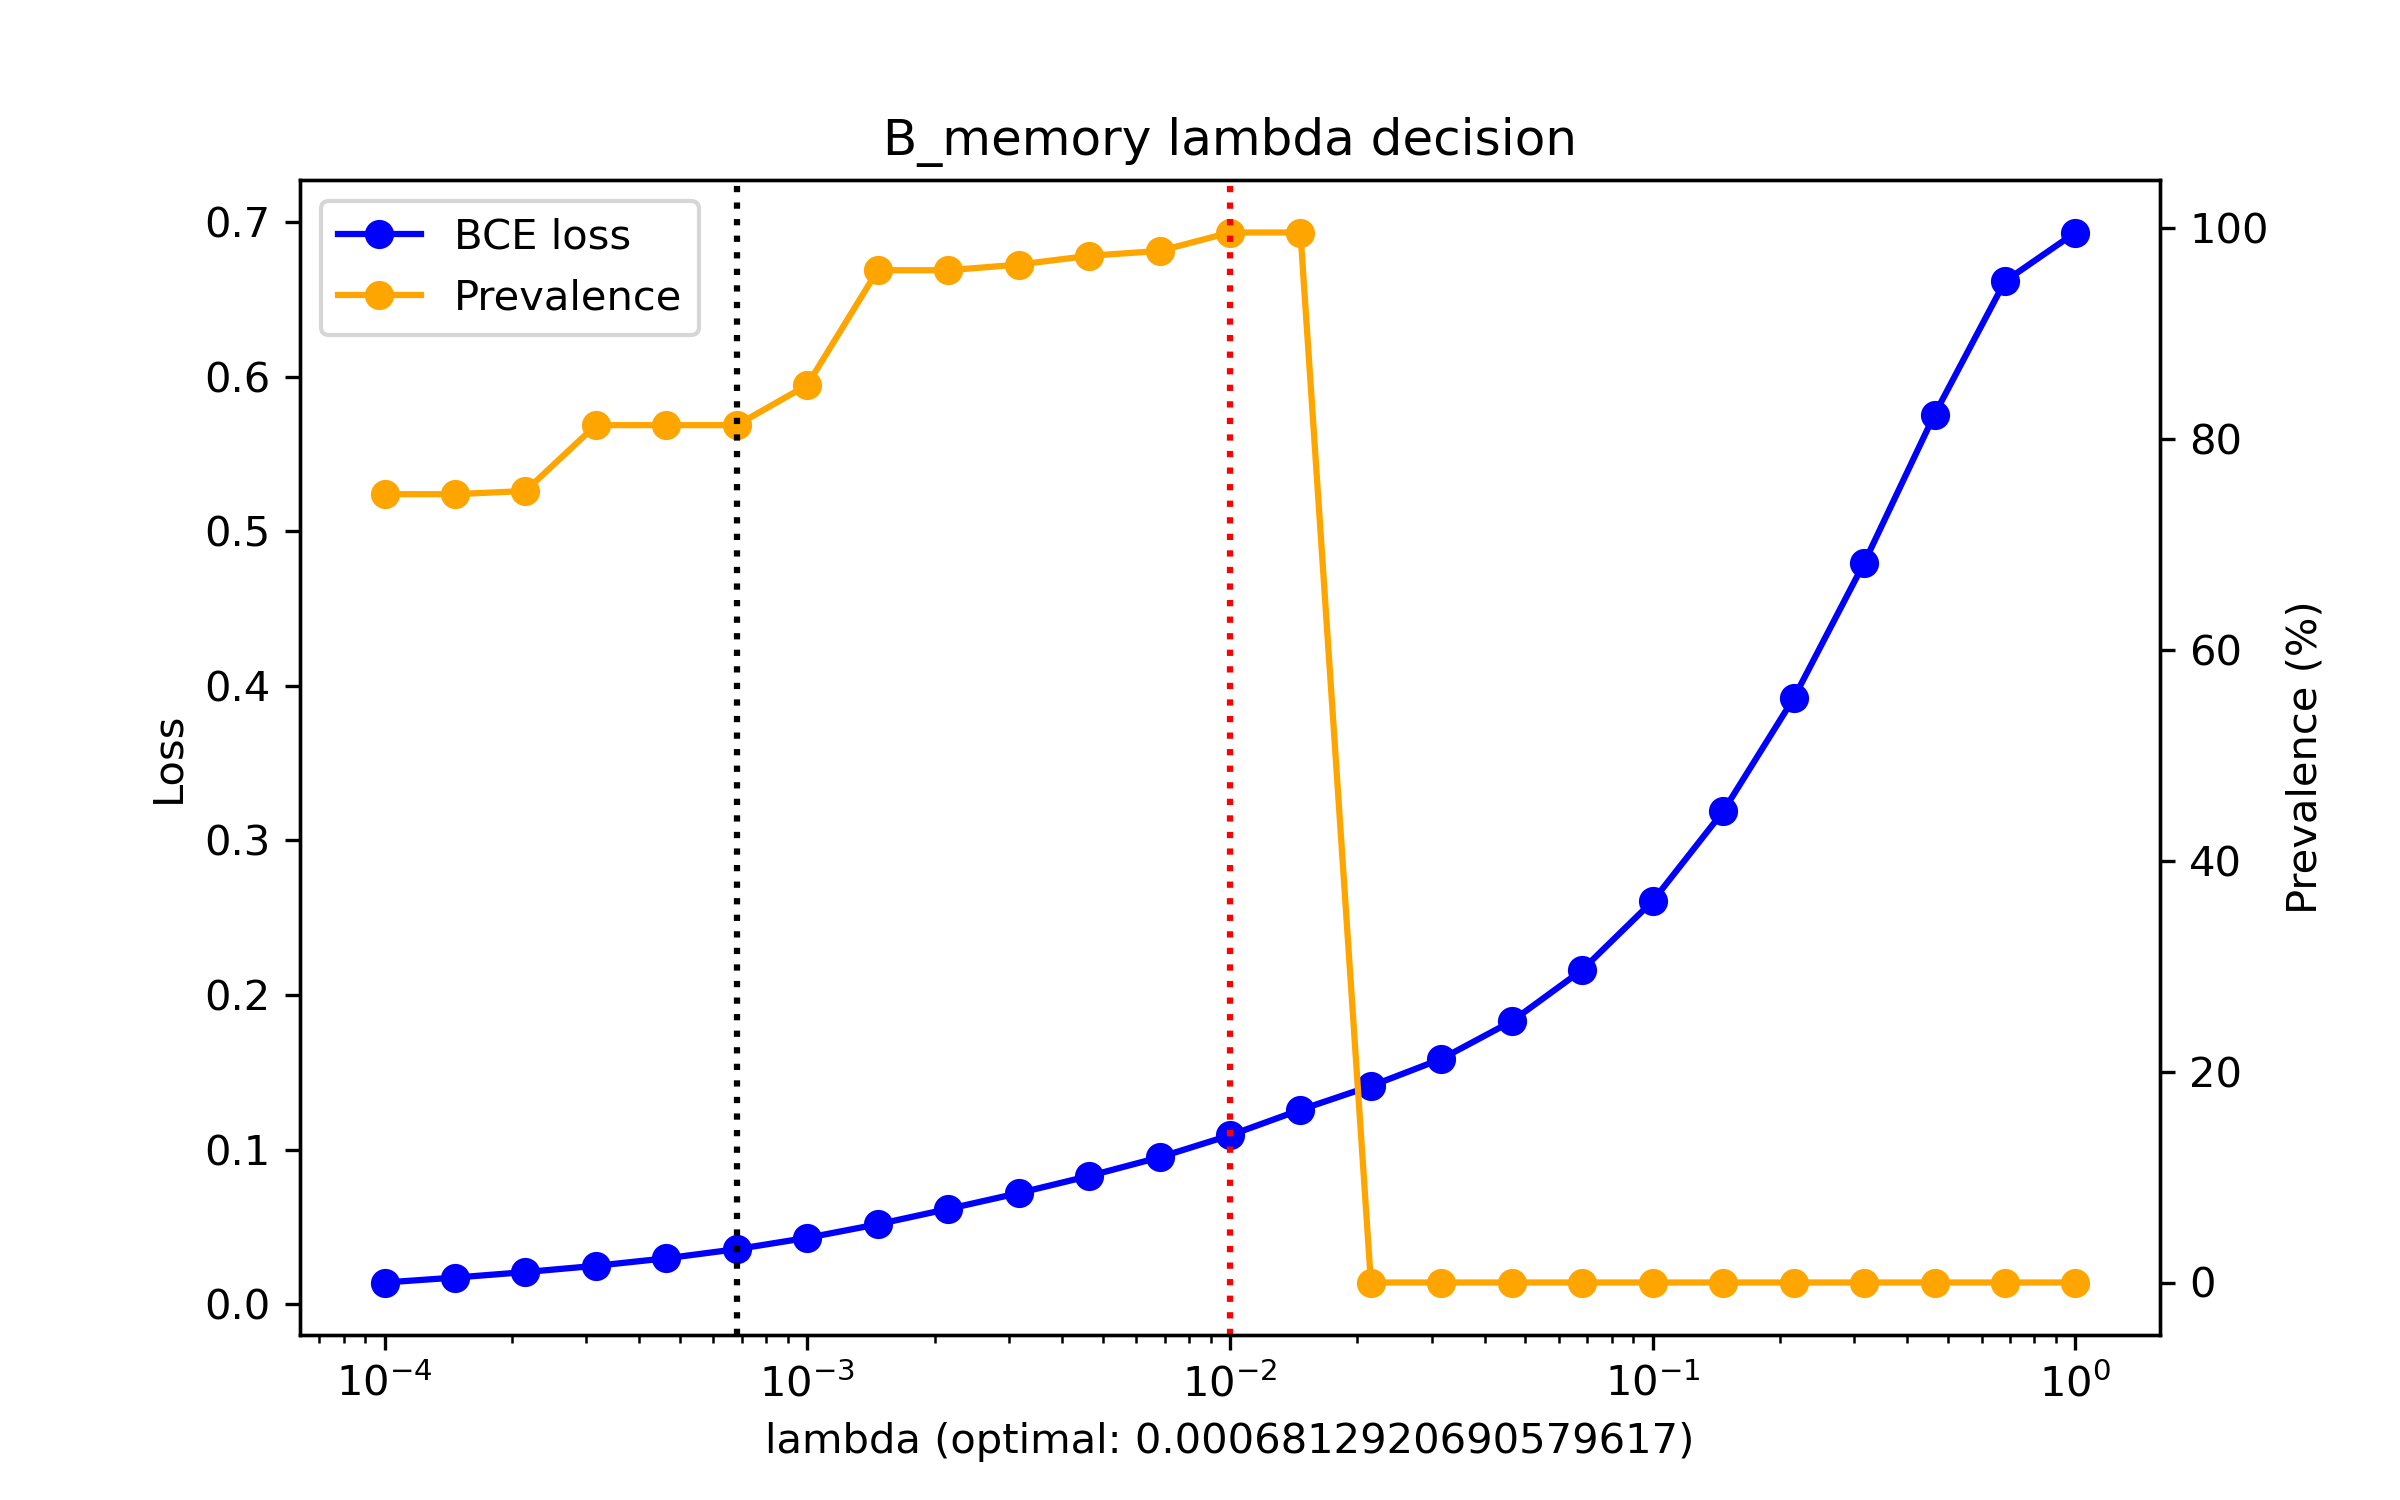 B_memory lambda decision
BCE loss
Prevalence
0.7
0.6
0.5
0.4
0.3
0.2
0.1
0.0
Loss
100
80
60
40
20
0
Prevalence (%)
10⁻⁴ 10⁻³ 10⁻² 10⁻¹ 10⁰
lambda (optimal: 0.0006812920690579617)